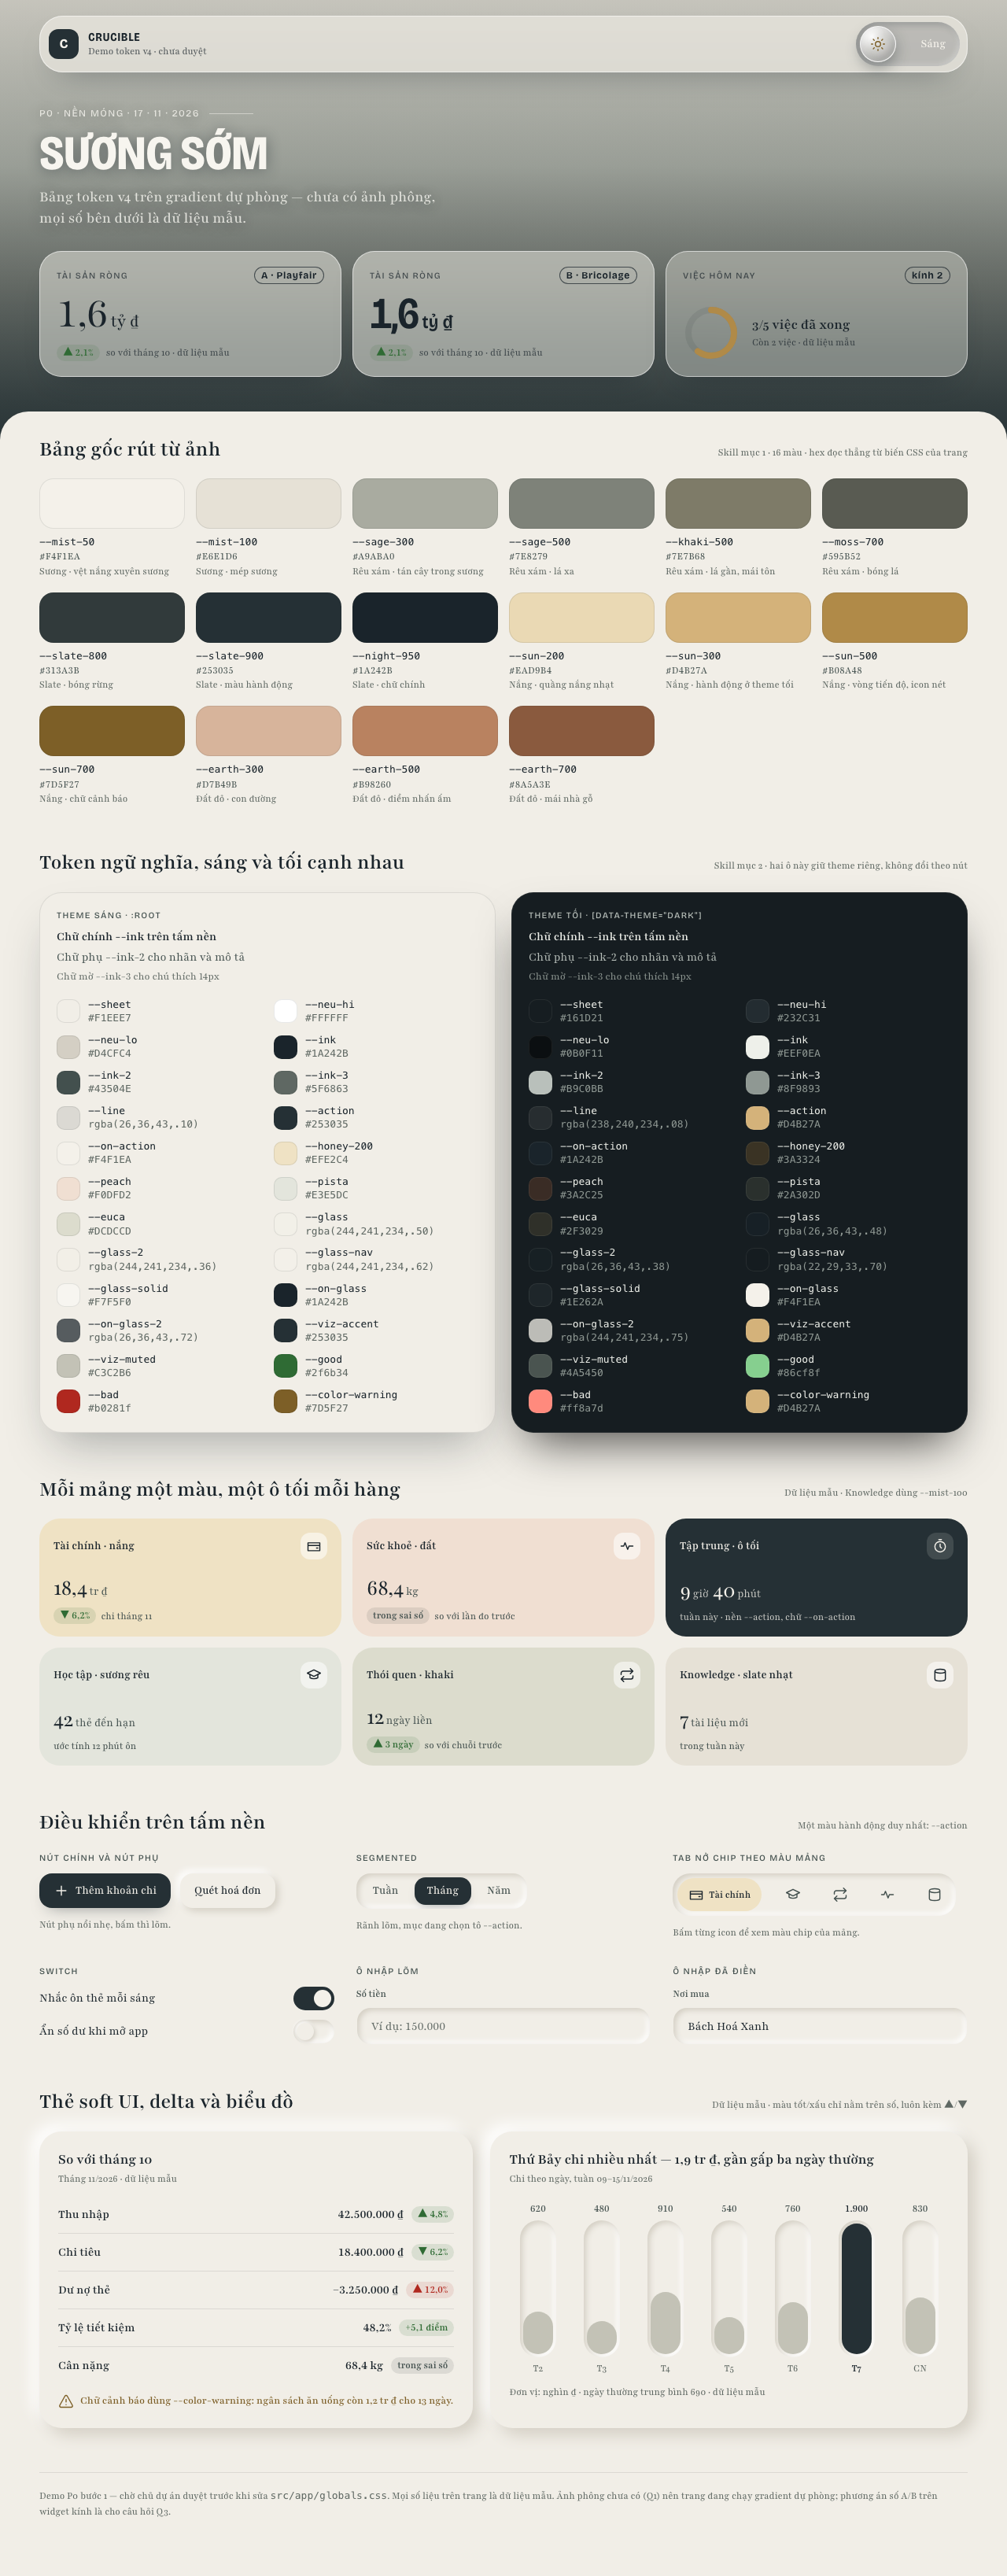 C
CRUCIBLE
Demo token v4 · chưa duyệt
Sáng
P0 · NỀN MÓNG · 17 · 11 · 2026
SƯƠNG SỚM
Bảng token v4 trên gradient dự phòng — chưa có ảnh phông,
mọi số bên dưới là dữ liệu mẫu.
TÀI SẢN RÒNG
A · Playfair
1,6 tỷ ₫
▲ 2,1%
so với tháng 10 · dữ liệu mẫu
TÀI SẢN RÒNG
B · Bricolage
1,6 tỷ ₫
▲ 2,1%
so với tháng 10 · dữ liệu mẫu
VIỆC HÔM NAY
kính 2
3/5 việc đã xong
Còn 2 việc · dữ liệu mẫu
Bảng gốc rút từ ảnh
Skill mục 1 · 16 màu · hex đọc thẳng từ biến CSS của trang
--mist-50
#F4F1EA
Sương · vệt nắng xuyên sương
--mist-100
#E6E1D6
Sương · mép sương
--sage-300
#A9ABA0
Rêu xám · tán cây trong sương
--sage-500
#7E8279
Rêu xám · lá xa
--khaki-500
#7E7B68
Rêu xám · lá gần, mái tôn
--moss-700
#595B52
Rêu xám · bóng lá
--slate-800
#313A3B
Slate · bóng rừng
--slate-900
#253035
Slate · màu hành động
--night-950
#1A242B
Slate · chữ chính
--sun-200
#EAD9B4
Nắng · quầng nắng nhạt
--sun-300
#D4B27A
Nắng · hành động ở theme tối
--sun-500
#B08A48
Nắng · vòng tiến độ, icon nét
--sun-700
#7D5F27
Nắng · chữ cảnh báo
--earth-300
#D7B49B
Đất đỏ · con đường
--earth-500
#B98260
Đất đỏ · điểm nhấn ấm
--earth-700
#8A5A3E
Đất đỏ · mái nhà gỗ
Token ngữ nghĩa, sáng và tối cạnh nhau
Skill mục 2 · hai ô này giữ theme riêng, không đổi theo nút
THEME SÁNG · :ROOT
Chữ chính --ink trên tấm nền
Chữ phụ --ink-2 cho nhãn và mô tả
Chữ mờ --ink-3 cho chú thích 14px
--sheet
#F1EEE7
--neu-hi
#FFFFFF
--neu-lo
#D4CFC4
--ink
#1A242B
--ink-2
#43504E
--ink-3
#5F6863
--line
rgba(26,36,43,.10)
--action
#253035
--on-action
#F4F1EA
--honey-200
#EFE2C4
--peach
#F0DFD2
--pista
#E3E5DC
--euca
#DCDCCD
--glass
rgba(244,241,234,.50)
--glass-2
rgba(244,241,234,.36)
--glass-nav
rgba(244,241,234,.62)
--glass-solid
#F7F5F0
--on-glass
#1A242B
--on-glass-2
rgba(26,36,43,.72)
--viz-accent
#253035
--viz-muted
#C3C2B6
--good
#2f6b34
--bad
#b0281f
--color-warning
#7D5F27
THEME TỐI · [DATA-THEME="DARK"]
Chữ chính --ink trên tấm nền
Chữ phụ --ink-2 cho nhãn và mô tả
Chữ mờ --ink-3 cho chú thích 14px
--sheet
#161D21
--neu-hi
#232C31
--neu-lo
#0B0F11
--ink
#EEF0EA
--ink-2
#B9C0BB
--ink-3
#8F9893
--line
rgba(238,240,234,.08)
--action
#D4B27A
--on-action
#1A242B
--honey-200
#3A3324
--peach
#3A2C25
--pista
#2A302D
--euca
#2F3029
--glass
rgba(26,36,43,.48)
--glass-2
rgba(26,36,43,.38)
--glass-nav
rgba(22,29,33,.70)
--glass-solid
#1E262A
--on-glass
#F4F1EA
--on-glass-2
rgba(244,241,234,.75)
--viz-accent
#D4B27A
--viz-muted
#4A5450
--good
#86cf8f
--bad
#ff8a7d
--color-warning
#D4B27A
Mỗi mảng một màu, một ô tối mỗi hàng
Dữ liệu mẫu · Knowledge dùng --mist-100
Tài chính · nắng
18,4 tr ₫
▼ 6,2%
chi tháng 11
Sức khoẻ · đất
68,4 kg
trong sai số
so với lần đo trước
Tập trung · ô tối
9 giờ 40 phút
tuần này · nền --action, chữ --on-action
Học tập · sương rêu
42 thẻ đến hạn
ước tính 12 phút ôn
Thói quen · khaki
12 ngày liền
▲ 3 ngày
so với chuỗi trước
Knowledge · slate nhạt
7 tài liệu mới
trong tuần này
Điều khiển trên tấm nền
Một màu hành động duy nhất: --action
NÚT CHÍNH VÀ NÚT PHỤ
Thêm khoản chi
Quét hoá đơn
Nút phụ nổi nhẹ, bấm thì lõm.
SEGMENTED
Tuần
Tháng
Năm
Rãnh lõm, mục đang chọn tô --action.
TAB NỞ CHIP THEO MÀU MẢNG
Tài chính
Bấm từng icon để xem màu chip của mảng.
SWITCH
Nhắc ôn thẻ mỗi sáng
Ẩn số dư khi mở app
Ô NHẬP LÕM
Số tiền
Ví dụ: 150.000
Ô NHẬP ĐÃ ĐIỀN
Nơi mua
Bách Hoá Xanh
Thẻ soft UI, delta và biểu đồ
Dữ liệu mẫu · màu tốt/xấu chỉ nằm trên số, luôn kèm ▲/▼
So với tháng 10
Tháng 11/2026 · dữ liệu mẫu
Thu nhập
42.500.000 ₫
▲ 4,8%
Chi tiêu
18.400.000 ₫
▼ 6,2%
Dư nợ thẻ
−3.250.000 ₫
▲ 12,0%
Tỷ lệ tiết kiệm
48,2%
+5,1 điểm
Cân nặng
68,4 kg
trong sai số
Chữ cảnh báo dùng --color-warning: ngân sách ăn uống còn 1,2 tr ₫ cho 13 ngày.
Thứ Bảy chi nhiều nhất — 1,9 tr ₫, gần gấp ba ngày thường
Chi theo ngày, tuần 09–15/11/2026
620
480
910
540
760
1.900
830
T2
T3
T4
T5
T6
T7
CN
Đơn vị: nghìn ₫ · ngày thường trung bình 690 · dữ liệu mẫu
Demo P0 bước 1 — chờ chủ dự án duyệt trước khi sửa src/app/globals.css. Mọi số liệu trên trang là dữ liệu mẫu. Ảnh phông chưa có (Q1) nên trang đang chạy gradient dự phòng; phương án số A/B trên
widget kính là cho câu hỏi Q3.